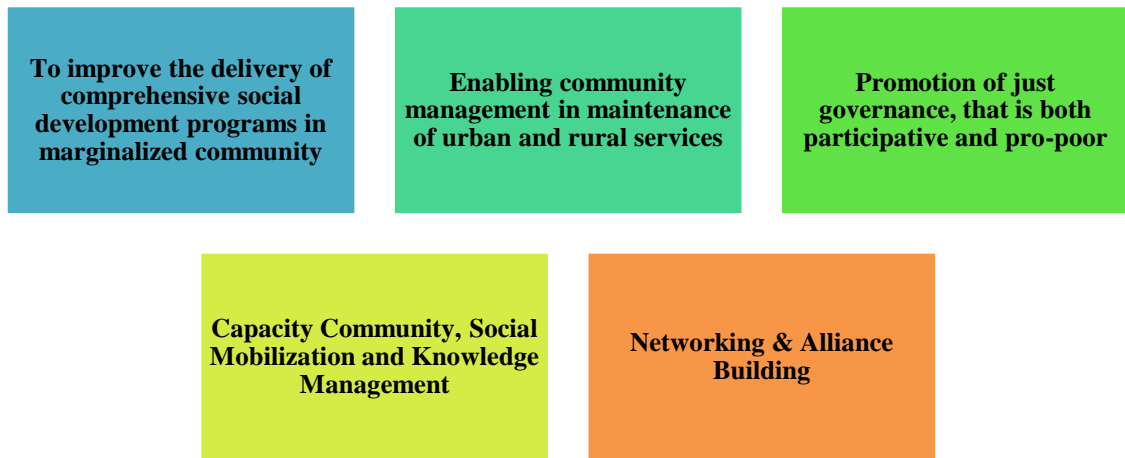 To improve the delivery of
comprehensive social
development programs in
marginalized community
Enabling community
management in maintenance
of urban and rural services
Promotion of just
governance, that is both
participative and pro-poor
Capacity Community, Social
Mobilization and Knowledge
Management
Networking & Alliance
Building